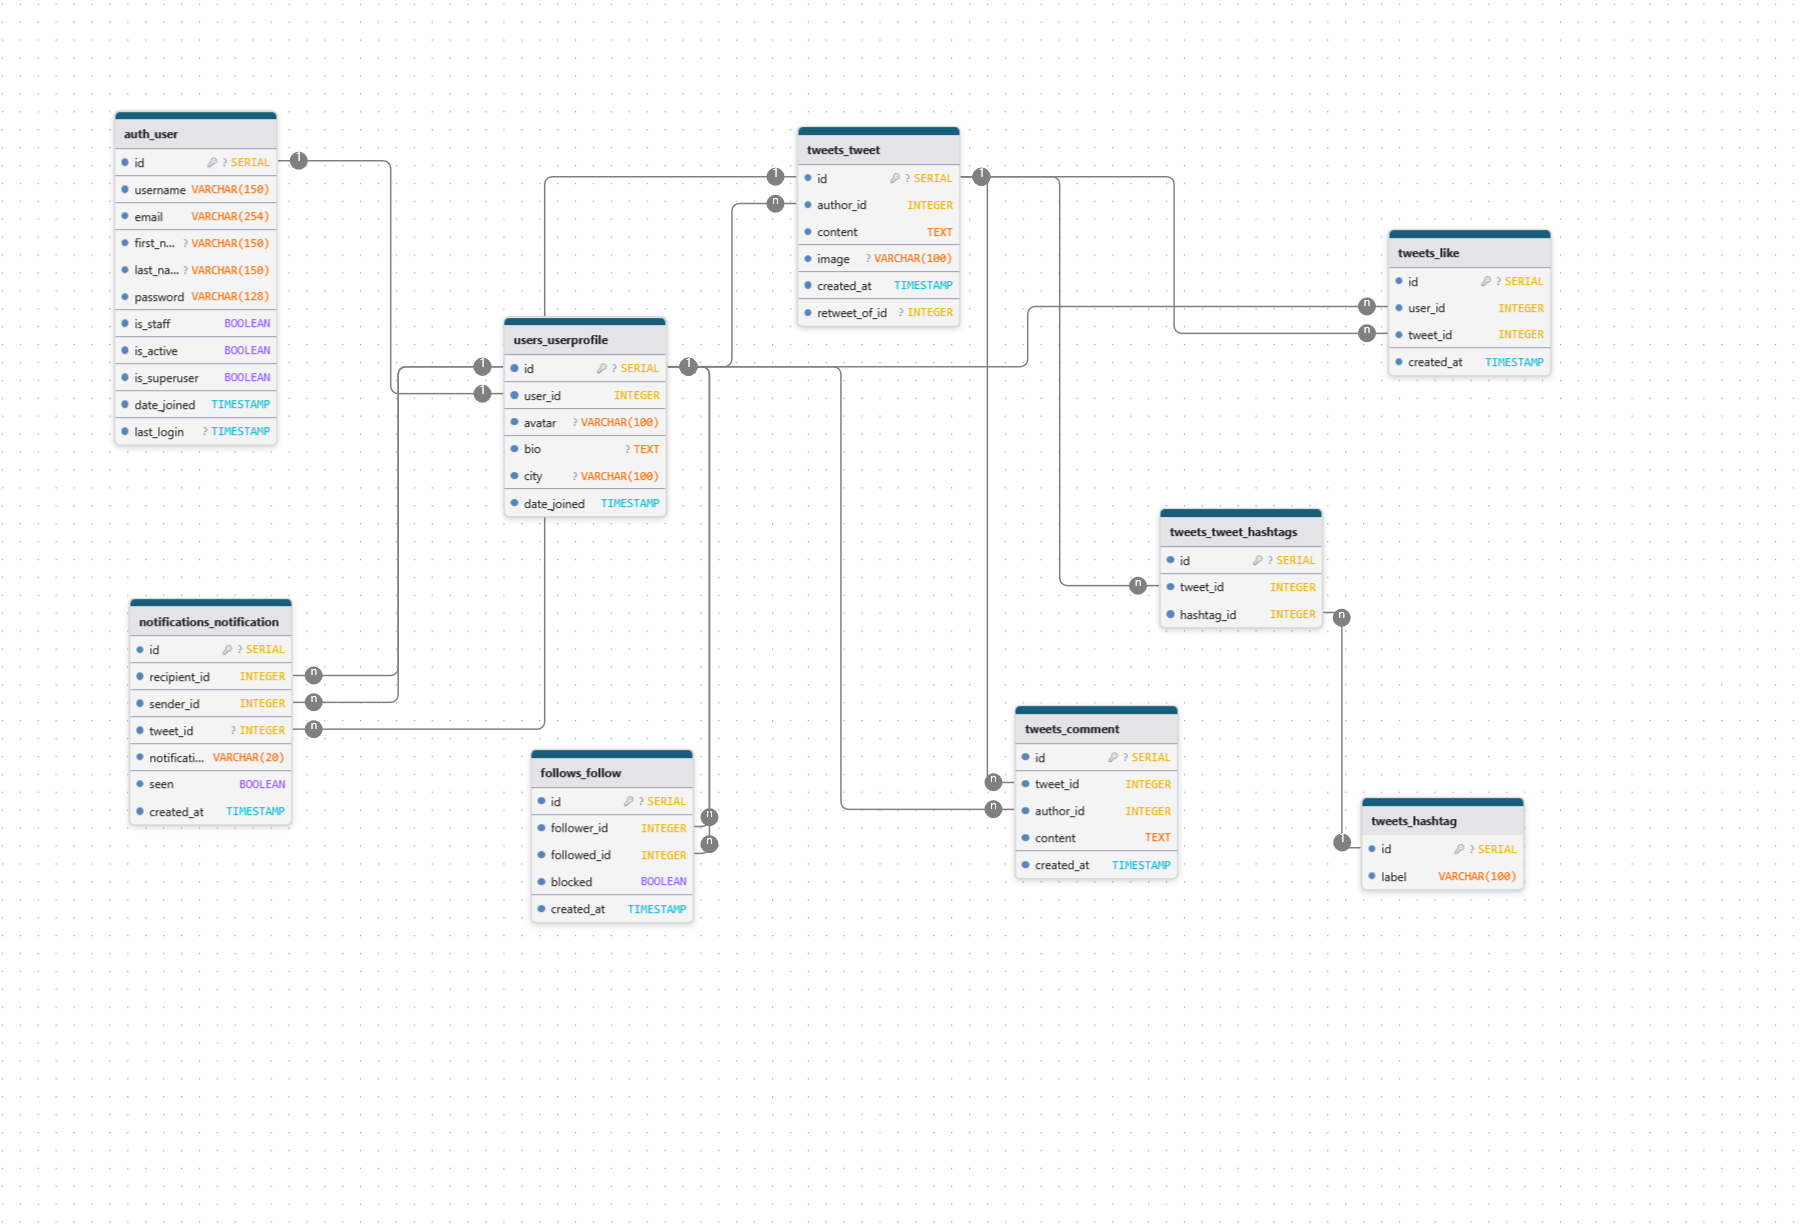 auth_user
id ? SERIAL
username VARCHAR(150)
email VARCHAR(254)
first_n... ? VARCHAR(150)
last_na... ? VARCHAR(150)
password VARCHAR(128)
is_staff BOOLEAN
is_active BOOLEAN
is_superuser BOOLEAN
date_joined TIMESTAMP
last_login ? TIMESTAMP
1
users_userprofile
id ? SERIAL
user_id INTEGER
avatar ? VARCHAR(100)
bio ? TEXT
city ? VARCHAR(100)
date_joined TIMESTAMP
1
1
1
tweets_tweet
id ? SERIAL
author_id INTEGER
content TEXT
image ? VARCHAR(100)
created_at TIMESTAMP
retweet_of_id ? INTEGER
1
n
1
tweets_like
id ? SERIAL
user_id INTEGER
tweet_id INTEGER
created_at TIMESTAMP
n
n
tweets_tweet_hashtags
id ? SERIAL
tweet_id INTEGER
hashtag_id INTEGER
n
n
notifications_notification
id ? SERIAL
recipient_id INTEGER
sender_id INTEGER
tweet_id ? INTEGER
notificati... VARCHAR(20)
seen BOOLEAN
created_at TIMESTAMP
n
n
n
follows_follow
id ? SERIAL
follower_id INTEGER
followed_id INTEGER
blocked BOOLEAN
created_at TIMESTAMP
n
n
tweets_comment
id ? SERIAL
tweet_id INTEGER
author_id INTEGER
content TEXT
created_at TIMESTAMP
n
n
tweets_hashtag
id ? SERIAL
label VARCHAR(100)
1